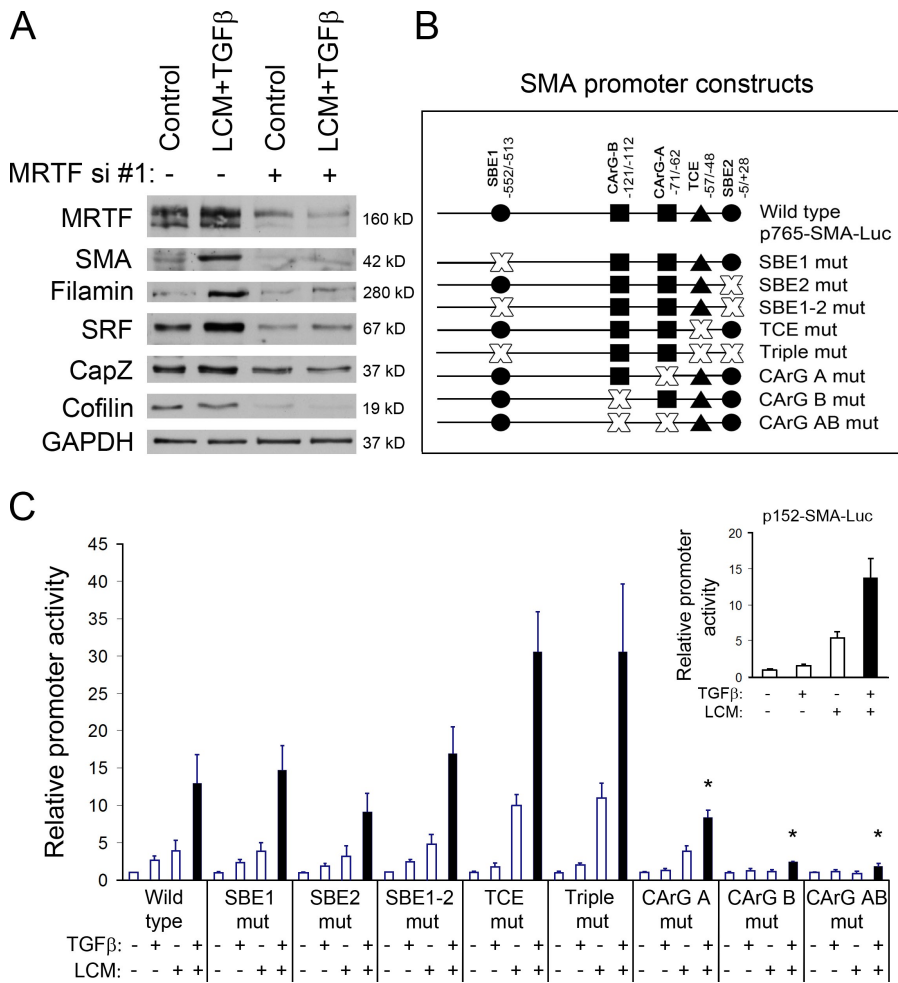 A
Control
LCM+TGFβ
Control
LCM+TGFβ
MRTF si #1: - - + +
MRTF 160 kD
SMA 42 kD
Filamin 280 kD
SRF 67 kD
CapZ 37 kD
Cofilin 19 kD
GAPDH 37 kD
B
SMA promoter constructs
SBE1
-552/-513
CArG-B
-121/-112
CArG-A
-71/-62
TCE
-57/-48
SBE2
-5/+28
Wild type
p765-SMA-Luc
SBE1 mut
SBE2 mut
SBE1-2 mut
TCE mut
Triple mut
CArG A mut
CArG B mut
CArG AB mut
C
Relative promoter activity
45
40
35
30
25
20
15
10
5
0
* * *
Wild type
SBE1 mut
SBE2 mut
SBE1-2 mut
TCE mut
Triple mut
CArG A mut
CArG B mut
CArG AB mut
TGFβ: - + - + - + - + - + - + - + - + - + - + - + - + - + - + - + - + - + - +
LCM: - - + + - - + + - - + + - - + + - - + + - - + + - - + + - - + + - - + +
p152-SMA-Luc
Relative promoter
activity
20
15
10
5
0
TGFβ: - + - +
LCM: - - + +